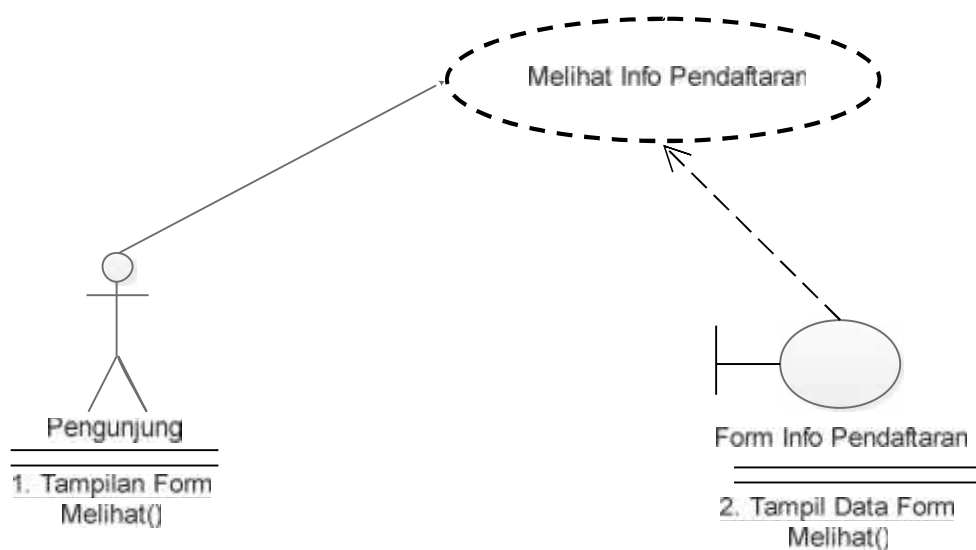 Melihat Info Pendaftaran
Pengunjung
1. Tampilan Form
Melihat()
Form Info Pendaftaran
2. Tampil Data Form
Melihat()